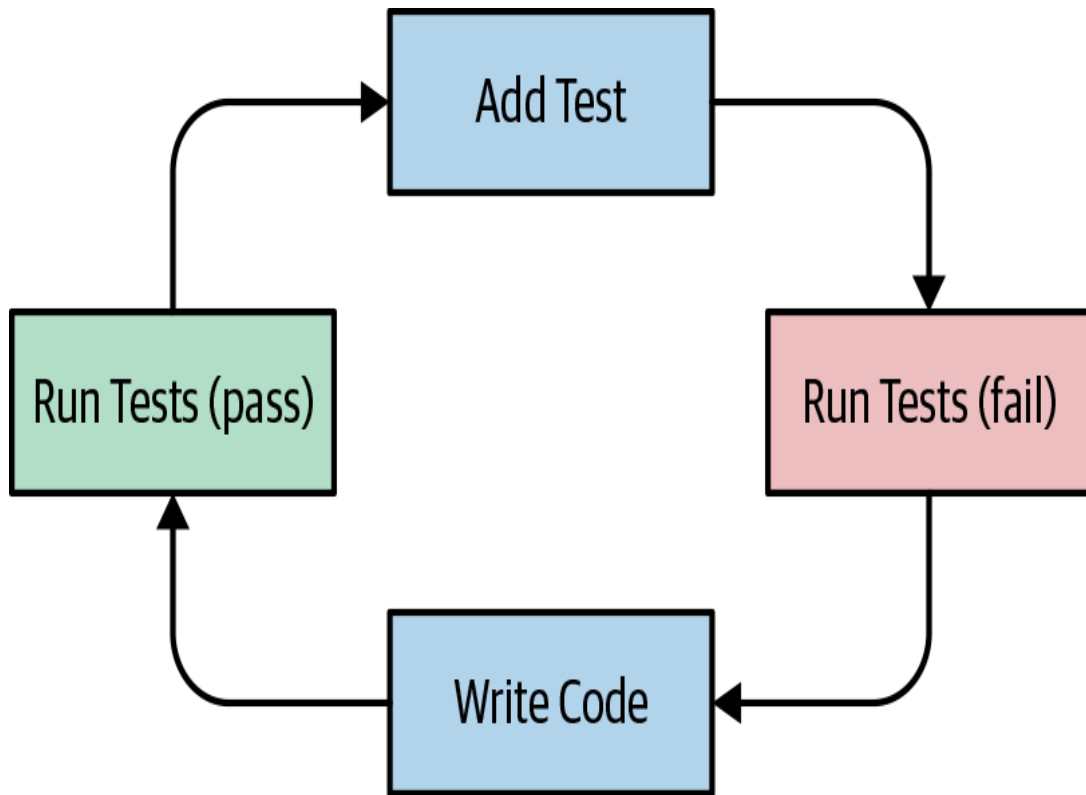 Add Test
Run Tests (pass)
Run Tests (fail)
Write Code